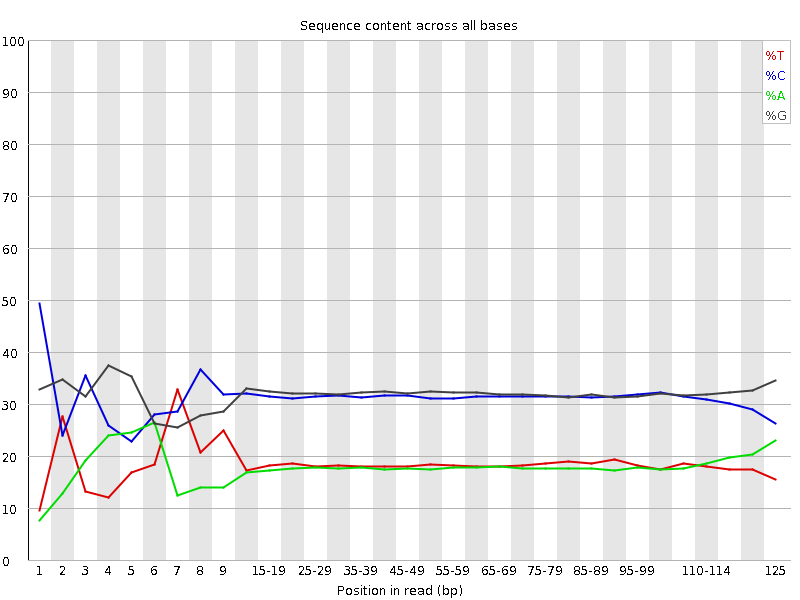 Sequence content across all bases
100
90
80
70
60
50
40
30
20
10
0
%T
%C
%A
%G
1 2 3 4 5 6 7 8 9 15-19 25-29 35-39 45-49 55-59 65-69 75-79 85-89 95-99 110-114 125
Position in read (bp)